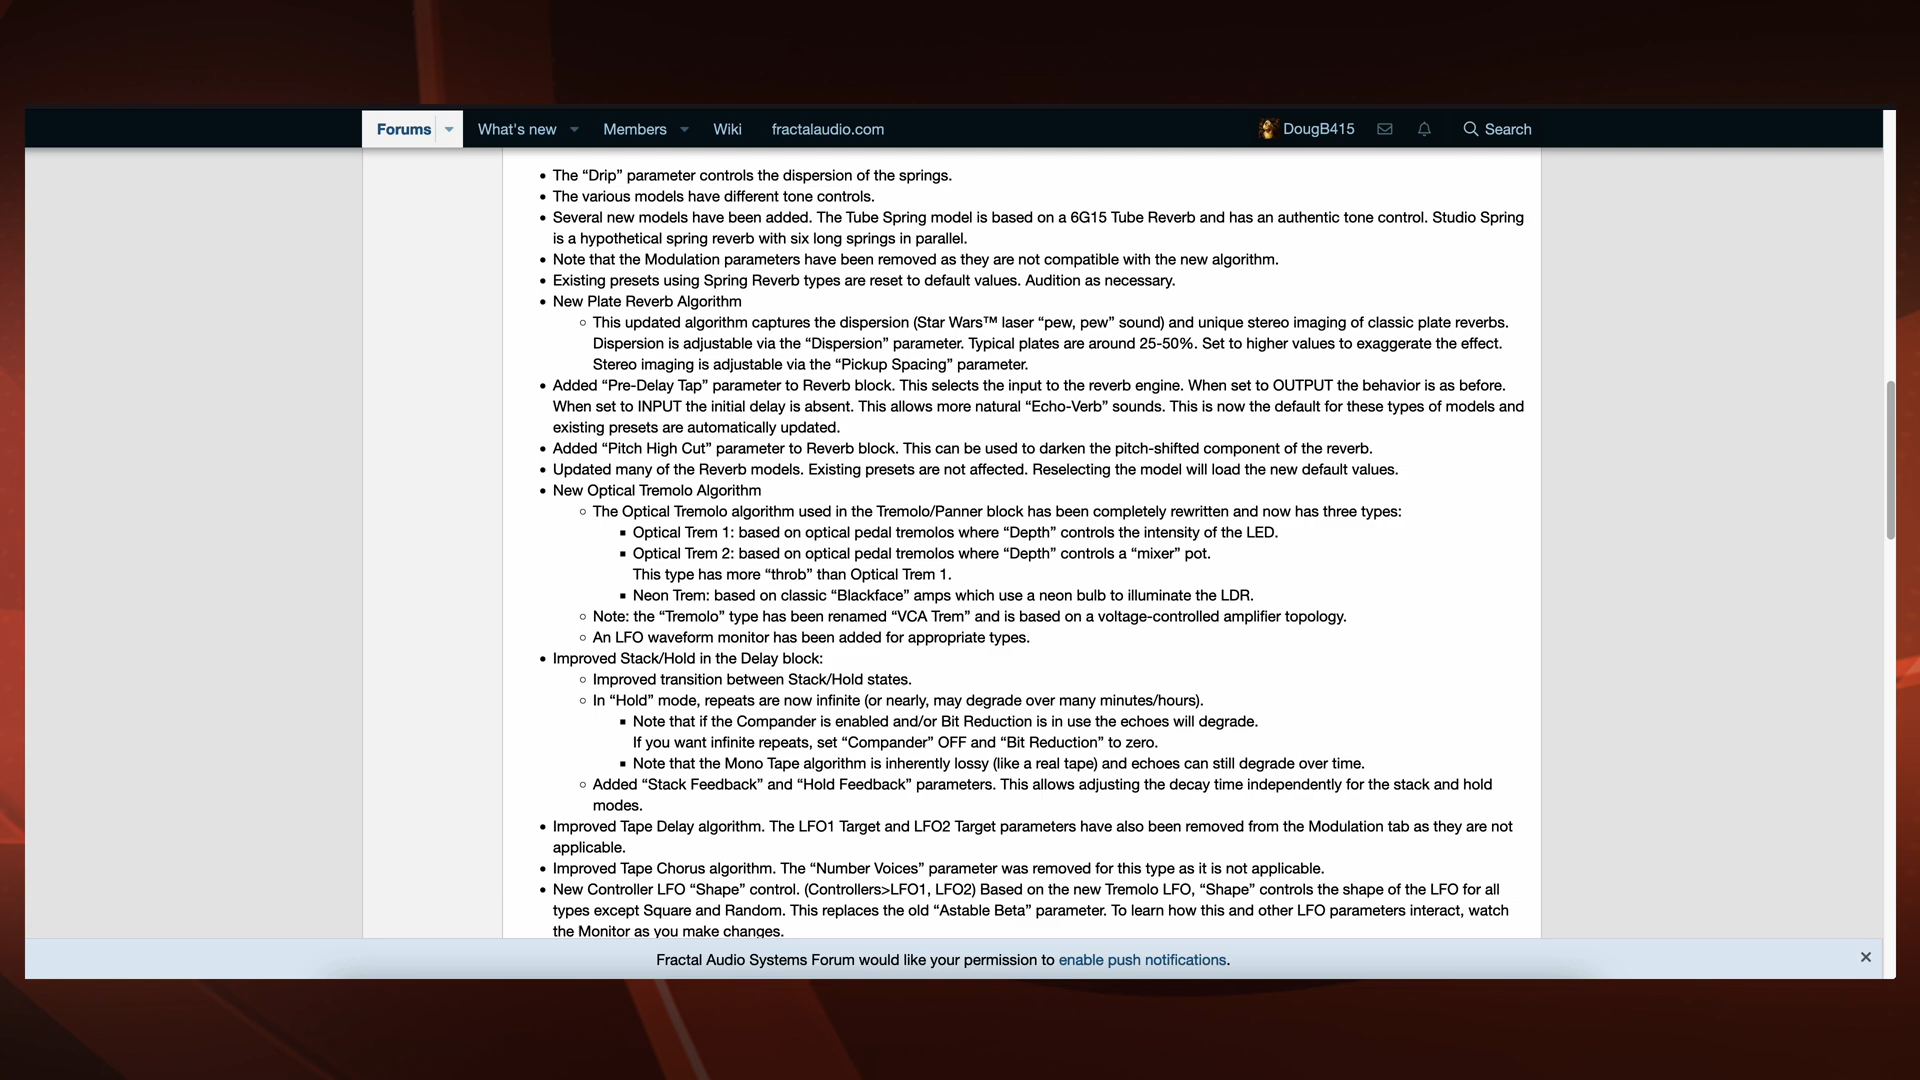 Forums What's new Members Wiki fractalaudio.com DougB415 Search
• The “Drip” parameter controls the dispersion of the springs.
• The various models have different tone controls.
• Several new models have been added. The Tube Spring model is based on a 6G15 Tube Reverb and has an authentic tone control. Studio Spring
is a hypothetical spring reverb with six long springs in parallel.
• Note that the Modulation parameters have been removed as they are not compatible with the new algorithm.
• Existing presets using Spring Reverb types are reset to default values. Audition as necessary.
• New Plate Reverb Algorithm
◦ This updated algorithm captures the dispersion (Star Wars™ laser “pew, pew” sound) and unique stereo imaging of classic plate reverbs.
Dispersion is adjustable via the “Dispersion” parameter. Typical plates are around 25-50%. Set to higher values to exaggerate the effect.
Stereo imaging is adjustable via the “Pickup Spacing” parameter.
• Added “Pre-Delay Tap” parameter to Reverb block. This selects the input to the reverb engine. When set to OUTPUT the behavior is as before.
When set to INPUT the initial delay is absent. This allows more natural “Echo-Verb” sounds. This is now the default for these types of models and
existing presets are automatically updated.
• Added “Pitch High Cut” parameter to Reverb block. This can be used to darken the pitch-shifted component of the reverb.
• Updated many of the Reverb models. Existing presets are not affected. Reselecting the model will load the new default values.
• New Optical Tremolo Algorithm
◦ The Optical Tremolo algorithm used in the Tremolo/Panner block has been completely rewritten and now has three types:
▪ Optical Trem 1: based on optical pedal tremolos where “Depth” controls the intensity of the LED.
▪ Optical Trem 2: based on optical pedal tremolos where “Depth” controls a “mixer” pot.
This type has more “throb” than Optical Trem 1.
▪ Neon Trem: based on classic “Blackface” amps which use a neon bulb to illuminate the LDR.
◦ Note: the “Tremolo” type has been renamed “VCA Trem” and is based on a voltage-controlled amplifier topology.
◦ An LFO waveform monitor has been added for appropriate types.
• Improved Stack/Hold in the Delay block:
◦ Improved transition between Stack/Hold states.
◦ In “Hold” mode, repeats are now infinite (or nearly, may degrade over many minutes/hours).
▪ Note that if the Compander is enabled and/or Bit Reduction is in use the echoes will degrade.
If you want infinite repeats, set “Compander” OFF and “Bit Reduction” to zero.
▪ Note that the Mono Tape algorithm is inherently lossy (like a real tape) and echoes can still degrade over time.
◦ Added “Stack Feedback” and “Hold Feedback” parameters. This allows adjusting the decay time independently for the stack and hold
modes.
• Improved Tape Delay algorithm. The LFO1 Target and LFO2 Target parameters have also been removed from the Modulation tab as they are not
applicable.
• Improved Tape Chorus algorithm. The “Number Voices” parameter was removed for this type as it is not applicable.
• New Controller LFO “Shape” control. (Controllers>LFO1, LFO2) Based on the new Tremolo LFO, “Shape” controls the shape of the LFO for all
types except Square and Random. This replaces the old “Astable Beta” parameter. To learn how this and other LFO parameters interact, watch
the Monitor as you make changes.
Fractal Audio Systems Forum would like your permission to enable push notifications.